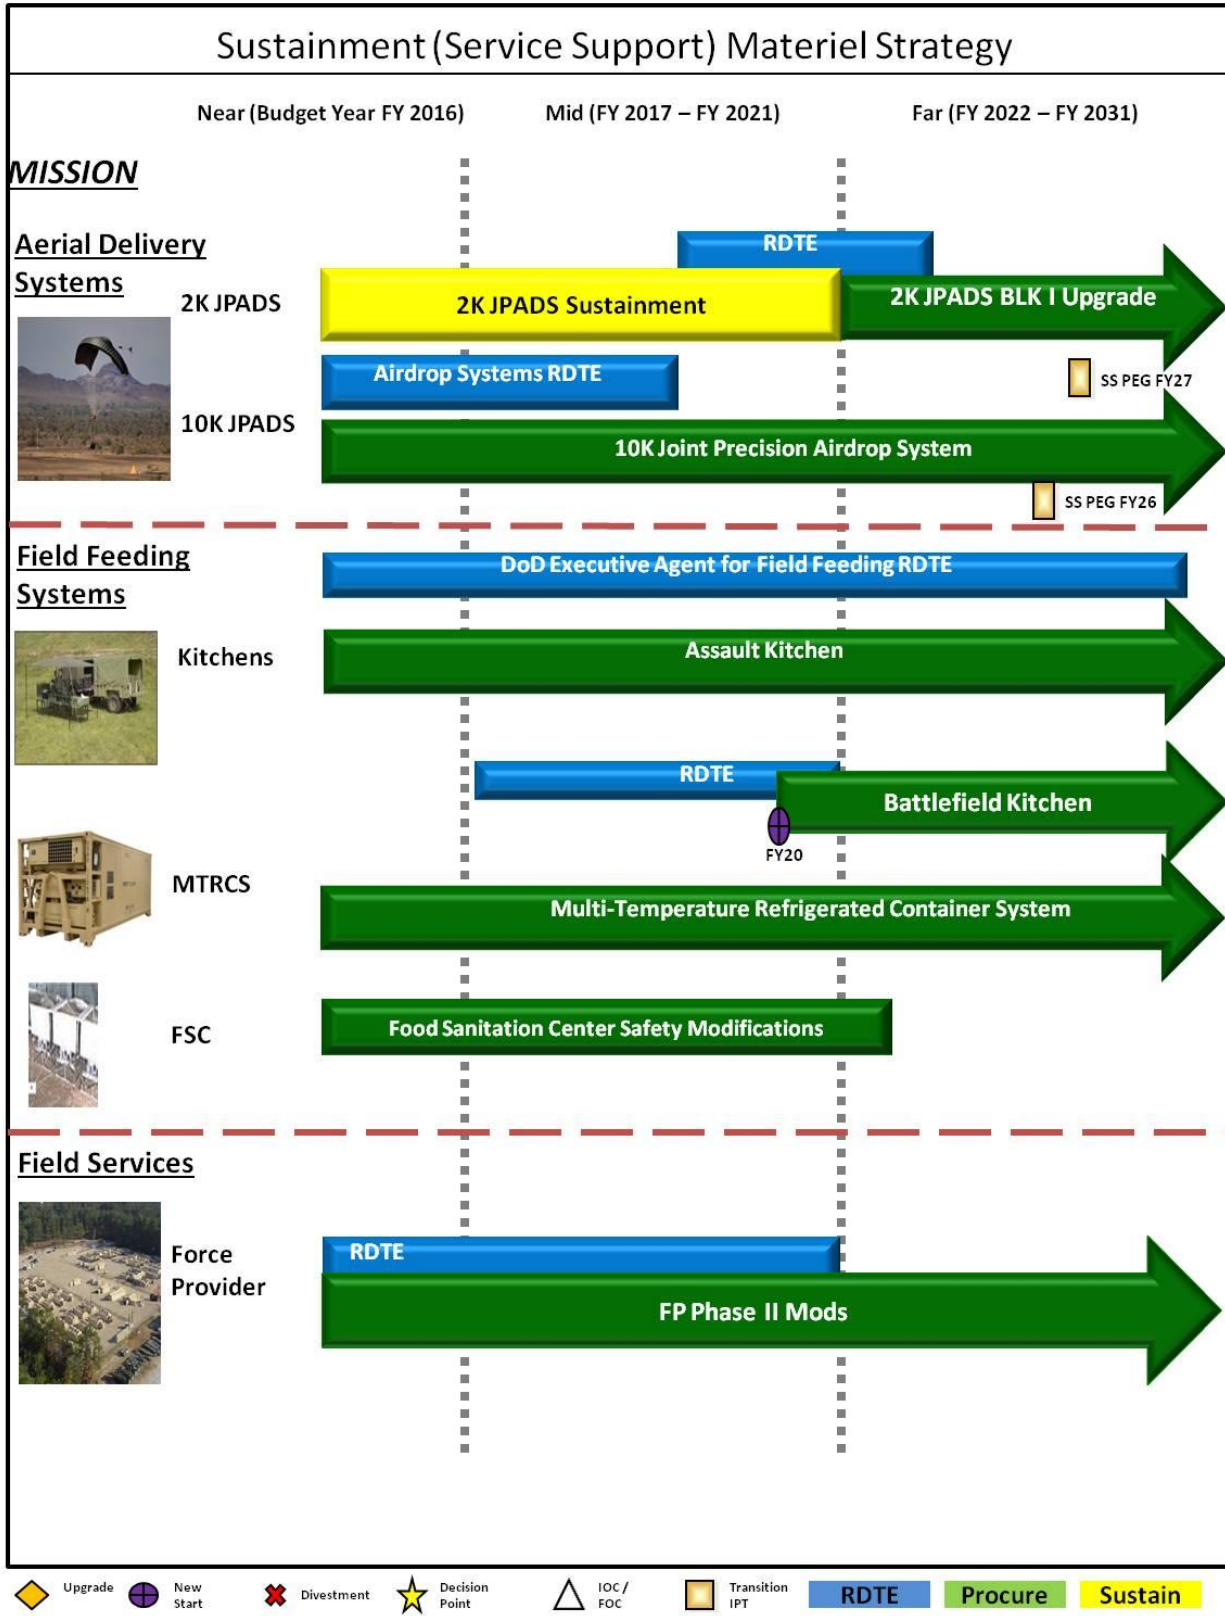 Sustainment (Service Support) Materiel Strategy
Near (Budget Year FY 2016) Mid (FY 2017 – FY 2021) Far (FY 2022 – FY 2031)
MISSION
Aerial Delivery
Systems
RDTE
2K JPADS
2K JPADS Sustainment
2K JPADS BLK I Upgrade
Airdrop Systems RDTE
SS PEG FY27
10K JPADS
10K Joint Precision Airdrop System
SS PEG FY26
Field Feeding
Systems
DoD Executive Agent for Field Feeding RDTE
Kitchens
Assault Kitchen
RDTE
Battlefield Kitchen
FY20
MTRCS
Multi-Temperature Refrigerated Container System
FSC
Food Sanitation Center Safety Modifications
Field Services
Force
Provider
RDTE
FP Phase II Mods
Upgrade
New
Start
Divestment
Decision
Point
IOC /
FOC
Transition
IPT
RDTE
Procure
Sustain